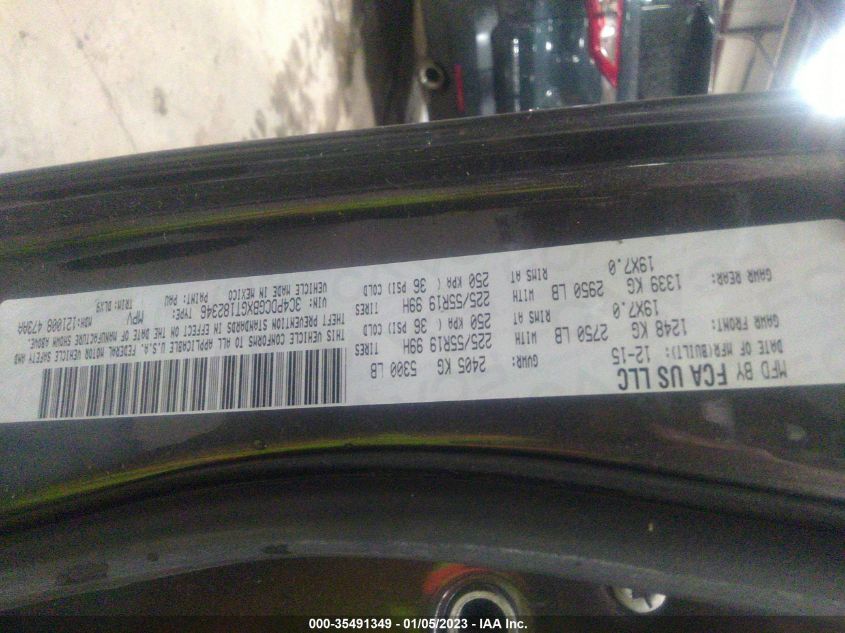 MFD BY FCA US LLC
DATE OF MFR(BUILT): 12-15
GVWR: 2405 KG 5300 LB
GAWR FRONT: 1248 KG 2750 LB WITH TIRES 225/55R19 99H
19X7.0 RIMS AT 250 KPA( 36 PSI) COLD
GAWR REAR: 1339 KG 2950 LB WITH TIRES 225/55R19 99H
19X7.0 RIMS AT 250 KPA( 36 PSI) COLD
THIS VEHICLE CONFORMS TO ALL APPLICABLE U.S.A. FEDERAL MOTOR VEHICLE SAFETY AND
THEFT PREVENTION STANDARDS IN EFFECT ON THE DATE OF MANUFACTURE SHOWN ABOVE.
VIN: 3C4PDCGBXGT182346 TYPE: MPV MDH:121008 473AA
VEHICLE MADE IN MEXICO PAINT: PAU TRIM: DLX9
000-35491349 - 01/05/2023 - IAA Inc.